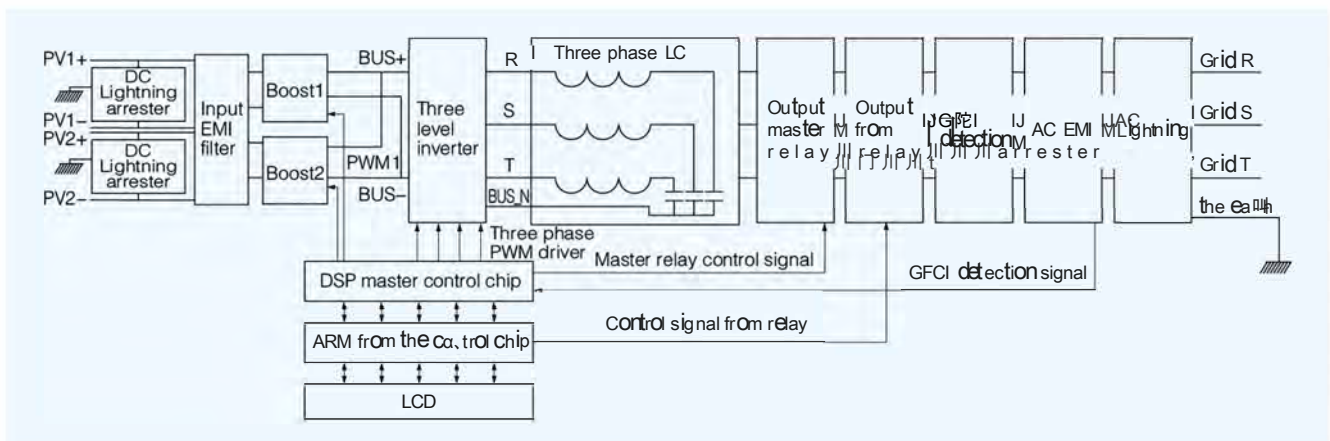 PV1+
DC
Lightning
arrester
PV1−
PV2+
DC
Lightning
arrester
PV2−
Input
EMI
filter
Boost1
Boost2
BUS+
PWM1
BUS−
Three
level
inverter
R
S
T
BUS_N
Three phase LC
Three phase
PWM driver
Output
master
relay
Output
from
relay
detection
AC EMI
Lightning
arrester
Grid R
Grid S
Grid T
the
Master relay control signal
GFCI detection signal
DSP master control chip
Control signal from relay
ARM from the chip
LCD